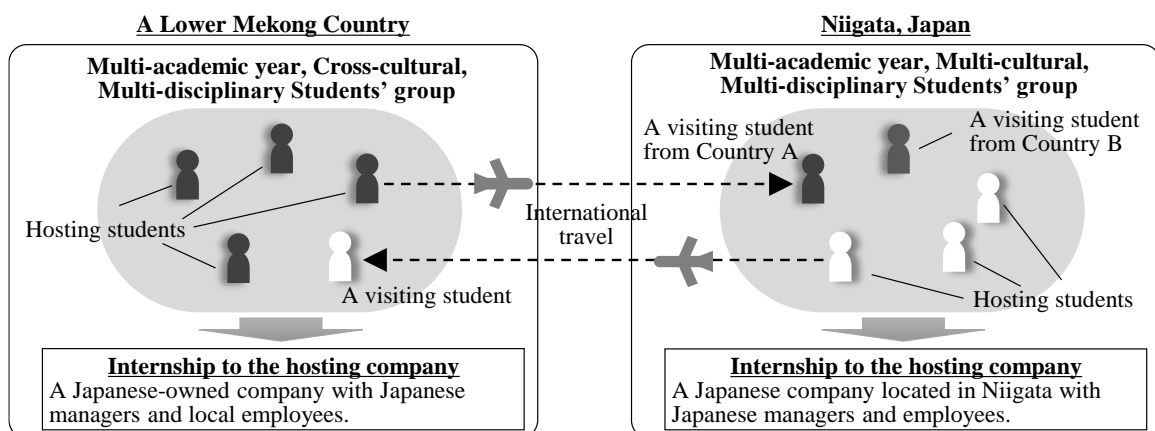 A Lower Mekong Country
Multi-academic year, Cross-cultural,
Multi-disciplinary Students’ group
Hosting students
A visiting student
Internship to the hosting company
A Japanese-owned company with Japanese
managers and local employees.
International
travel
Niigata, Japan
Multi-academic year, Multi-cultural,
Multi-disciplinary Students’ group
A visiting student
from Country A
A visiting student
from Country B
Hosting students
Internship to the hosting company
A Japanese company located in Niigata with
Japanese managers and employees.